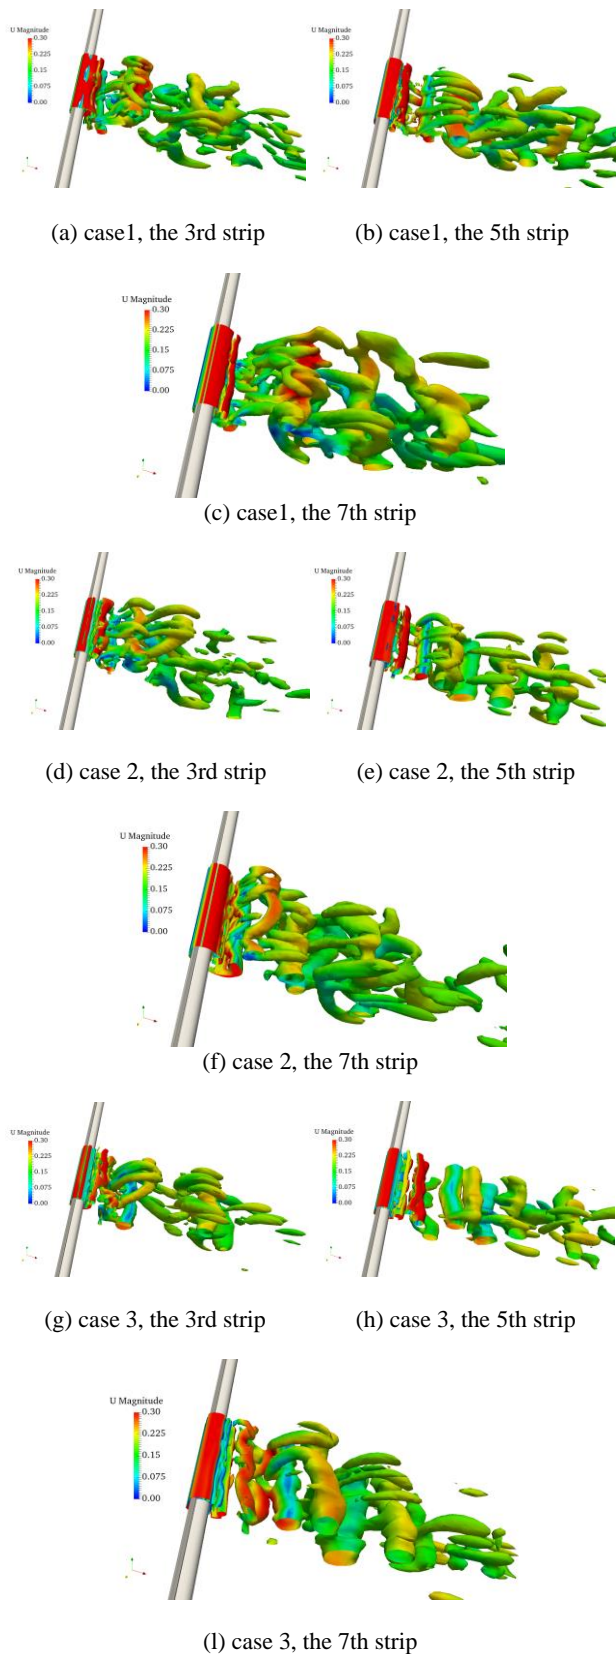 U Magnitude
0.30
0.225
0.15
0.075
0.00
U Magnitude
0.30
0.225
0.15
0.075
0.00
(a) case1, the 3rd strip
(b) case1, the 5th strip
U Magnitude
0.30
0.225
0.15
0.075
0.00
(c) case1, the 7th strip
U Magnitude
0.30
0.225
0.15
0.075
0.00
U Magnitude
0.30
0.225
0.15
0.075
0.00
(d) case 2, the 3rd strip
(e) case 2, the 5th strip
U Magnitude
0.30
0.225
0.15
0.075
0.00
(f) case 2, the 7th strip
U Magnitude
0.30
0.225
0.15
0.075
0.00
U Magnitude
0.30
0.225
0.15
0.075
0.00
(g) case 3, the 3rd strip
(h) case 3, the 5th strip
U Magnitude
0.30
0.225
0.15
0.075
0.00
(l) case 3, the 7th strip